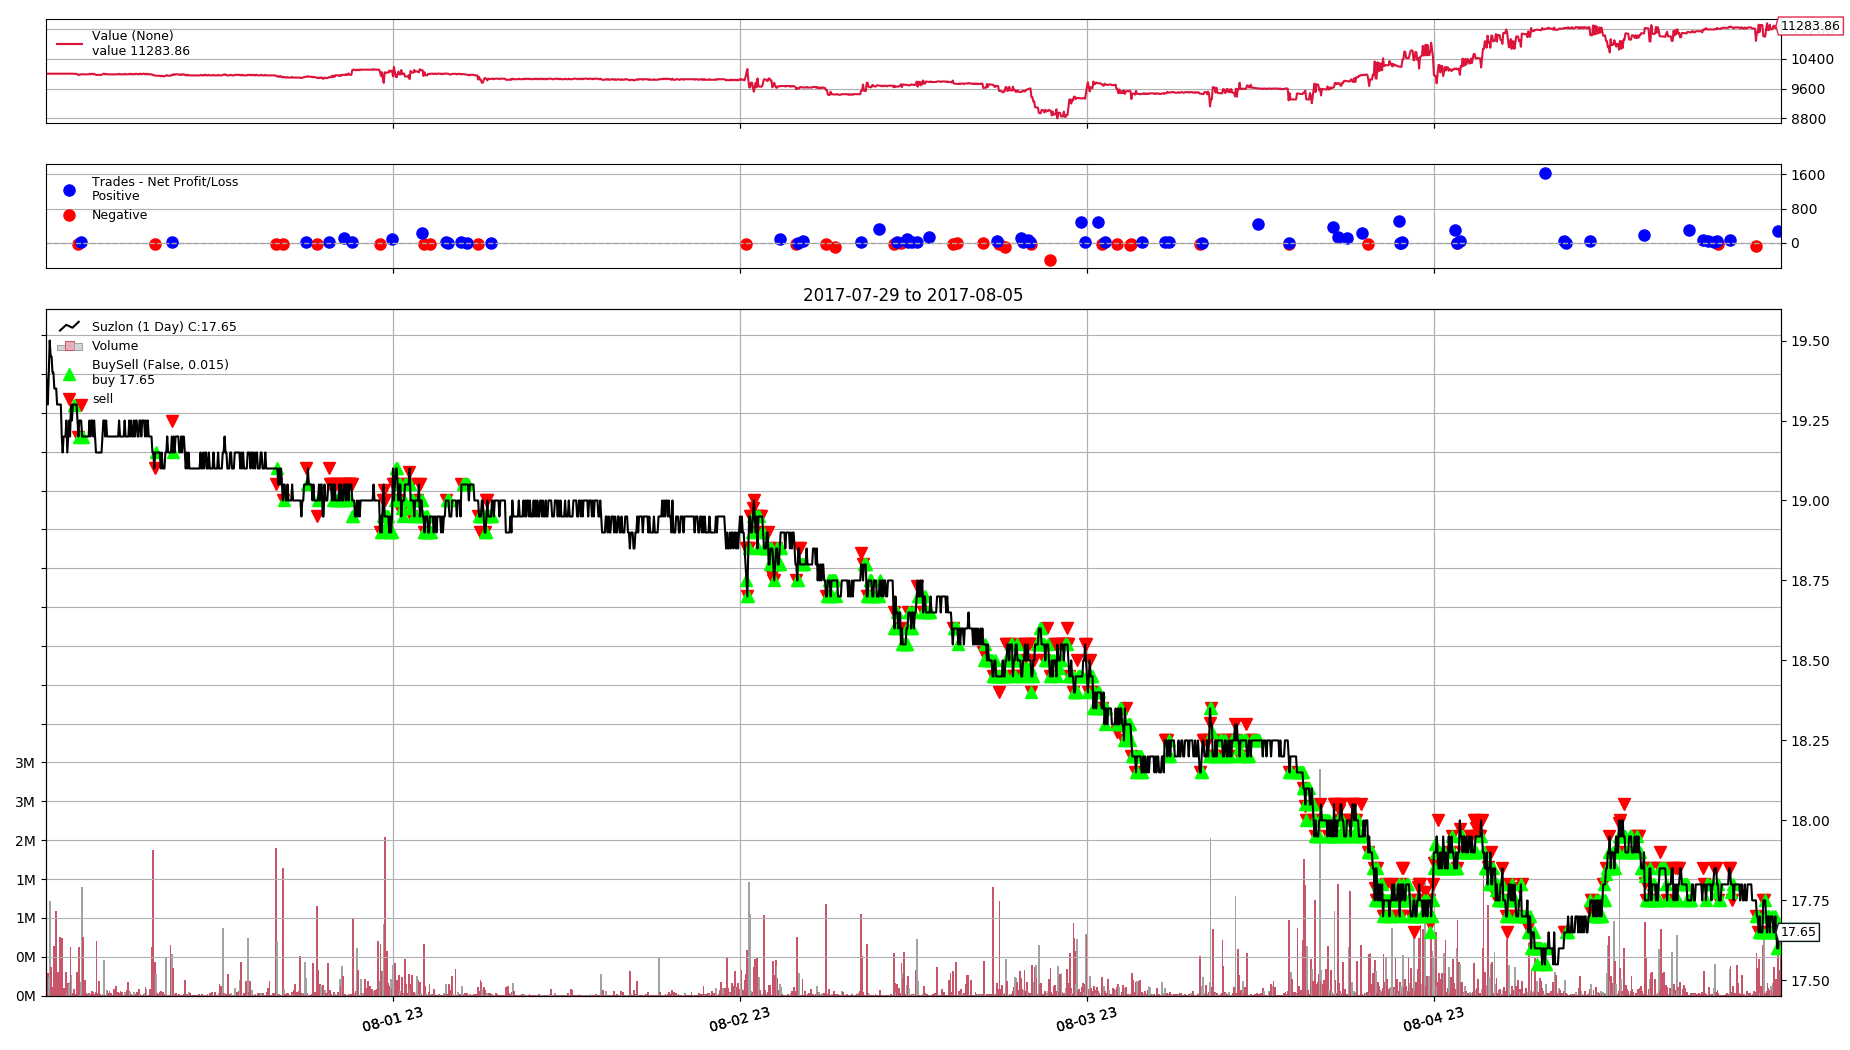 Value (None)
value 11283.86
11283.86
10400
9600
8800
Trades - Net Profit/Loss
Positive
Negative
1600
800
0
2017-07-29 to 2017-08-05
Suzlon (1 Day) C:17.65
Volume
BuySell (False, 0.015)
buy 17.65
sell
19.50
19.25
19.00
18.75
18.50
18.25
18.00
17.75
17.65
17.50
3M
3M
2M
1M
1M
0M
0M
08-01 23
08-02 23
08-03 23
08-04 23